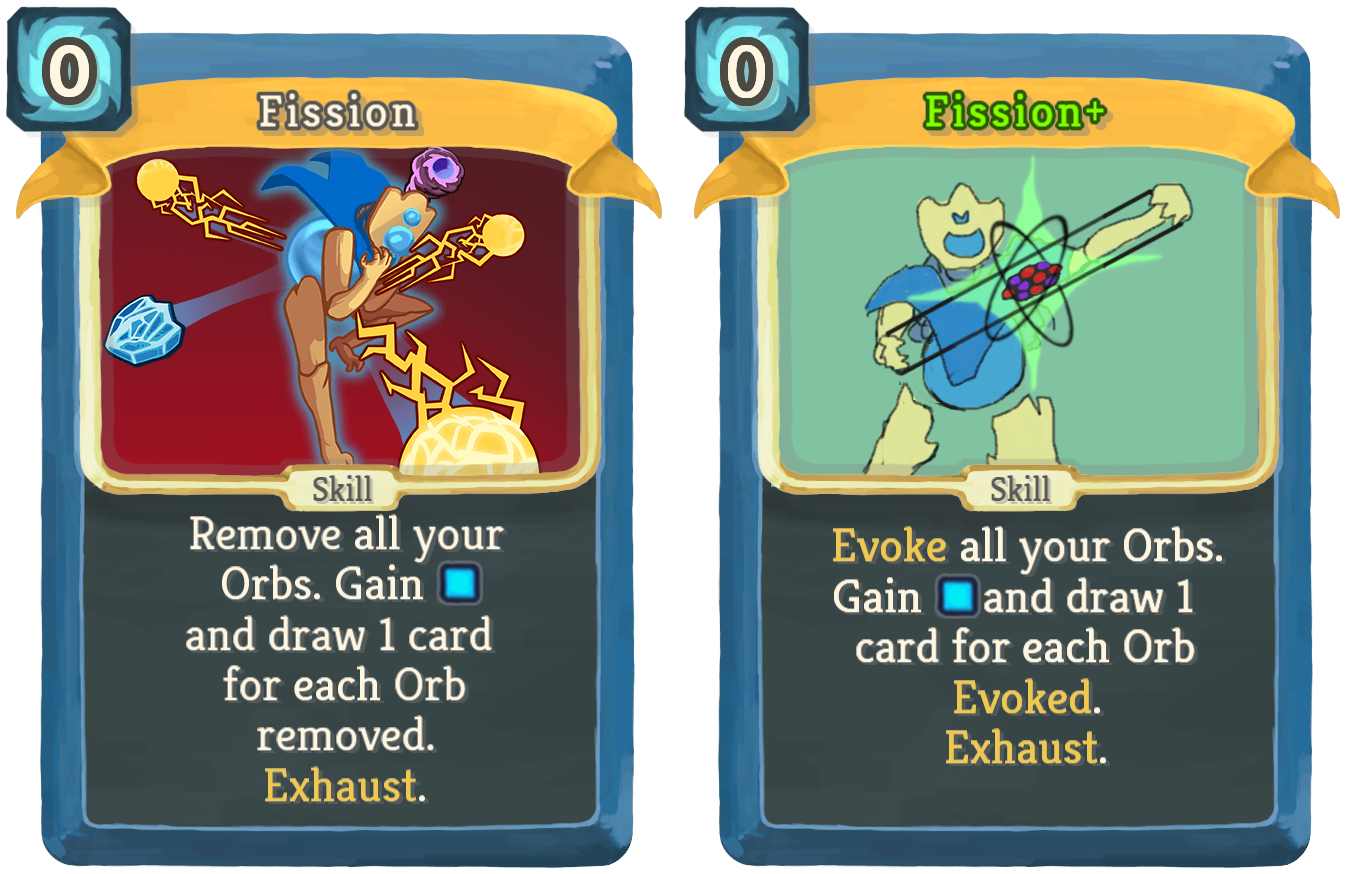 0
Fission
Skill
Remove all your
Orbs. Gain
and draw 1 card
for each Orb
removed.
Exhaust.
0
Fission+
Skill
Evoke all your Orbs.
Gain and draw 1
card for each Orb
Evoked.
Exhaust.